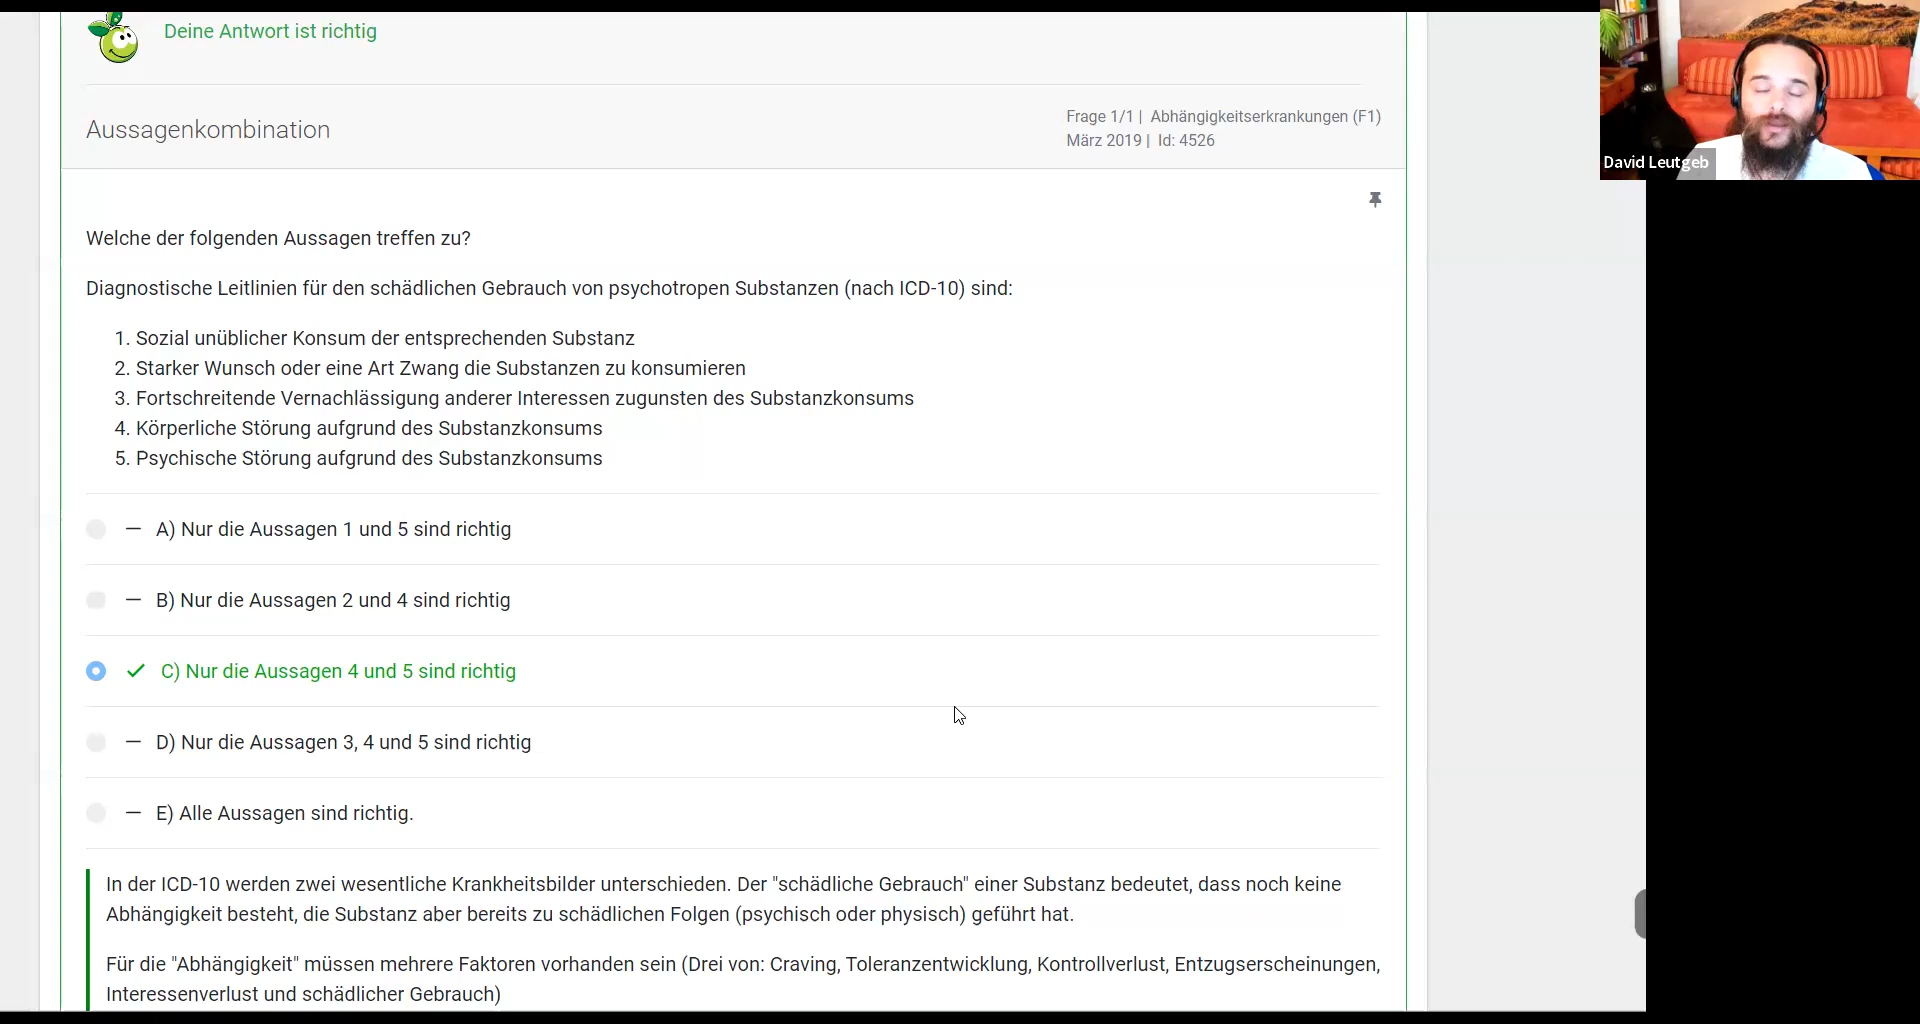 Deine Antwort ist richtig
Aussagenkombination
Frage 1/1 | Abhängigkeitserkrankungen (F1)
März 2019 | Id: 4526
David Leutgeb
Welche der folgenden Aussagen treffen zu?
Diagnostische Leitlinien für den schädlichen Gebrauch von psychotropen Substanzen (nach ICD-10) sind:
1. Sozial unüblicher Konsum der entsprechenden Substanz
2. Starker Wunsch oder eine Art Zwang die Substanzen zu konsumieren
3. Fortschreitende Vernachlässigung anderer Interessen zugunsten des Substanzkonsums
4. Körperliche Störung aufgrund des Substanzkonsums
5. Psychische Störung aufgrund des Substanzkonsums
A) Nur die Aussagen 1 und 5 sind richtig
B) Nur die Aussagen 2 und 4 sind richtig
C) Nur die Aussagen 4 und 5 sind richtig
D) Nur die Aussagen 3, 4 und 5 sind richtig
E) Alle Aussagen sind richtig.
In der ICD-10 werden zwei wesentliche Krankheitsbilder unterschieden. Der "schädliche Gebrauch" einer Substanz bedeutet, dass noch keine
Abhängigkeit besteht, die Substanz aber bereits zu schädlichen Folgen (psychisch oder physisch) geführt hat.
Für die "Abhängigkeit" müssen mehrere Faktoren vorhanden sein (Drei von: Craving, Toleranzentwicklung, Kontrollverlust, Entzugserscheinungen,
Interessenverlust und schädlicher Gebrauch)